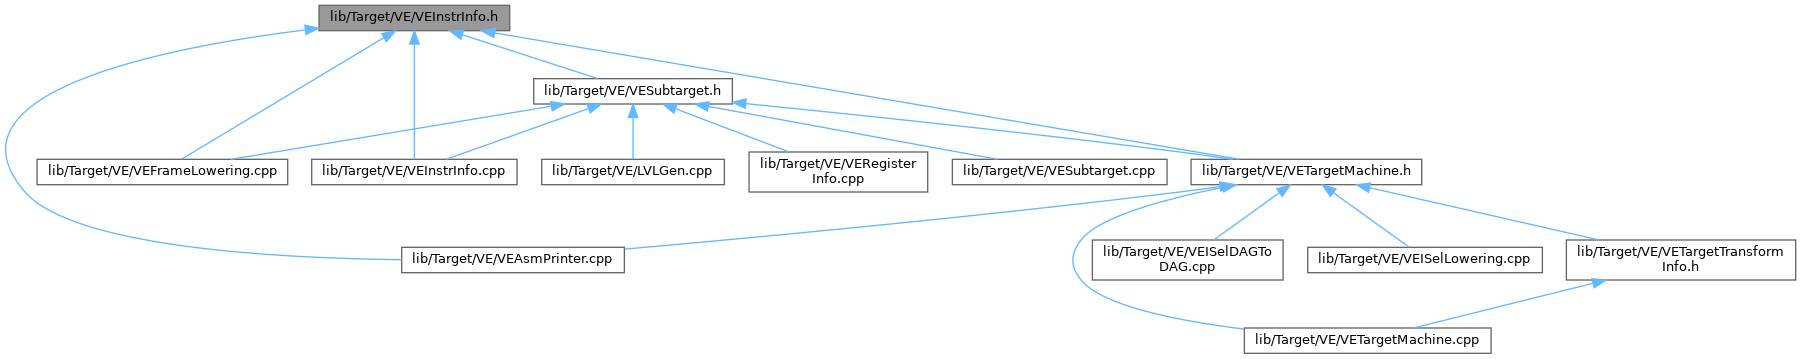 lib/Target/VE/VEInstrInfo.h
lib/Target/VE/VESubtarget.h
lib/Target/VE/VEFrameLowering.cpp
lib/Target/VE/VEInstrInfo.cpp
lib/Target/VE/LVLGen.cpp
lib/Target/VE/VERegister
Info.cpp
lib/Target/VE/VESubtarget.cpp
lib/Target/VE/VETargetMachine.h
lib/Target/VE/VEAsmPrinter.cpp
lib/Target/VE/VEISelDAGTo
DAG.cpp
lib/Target/VE/VEISelLowering.cpp
lib/Target/VE/VETargetTransform
Info.h
lib/Target/VE/VETargetMachine.cpp